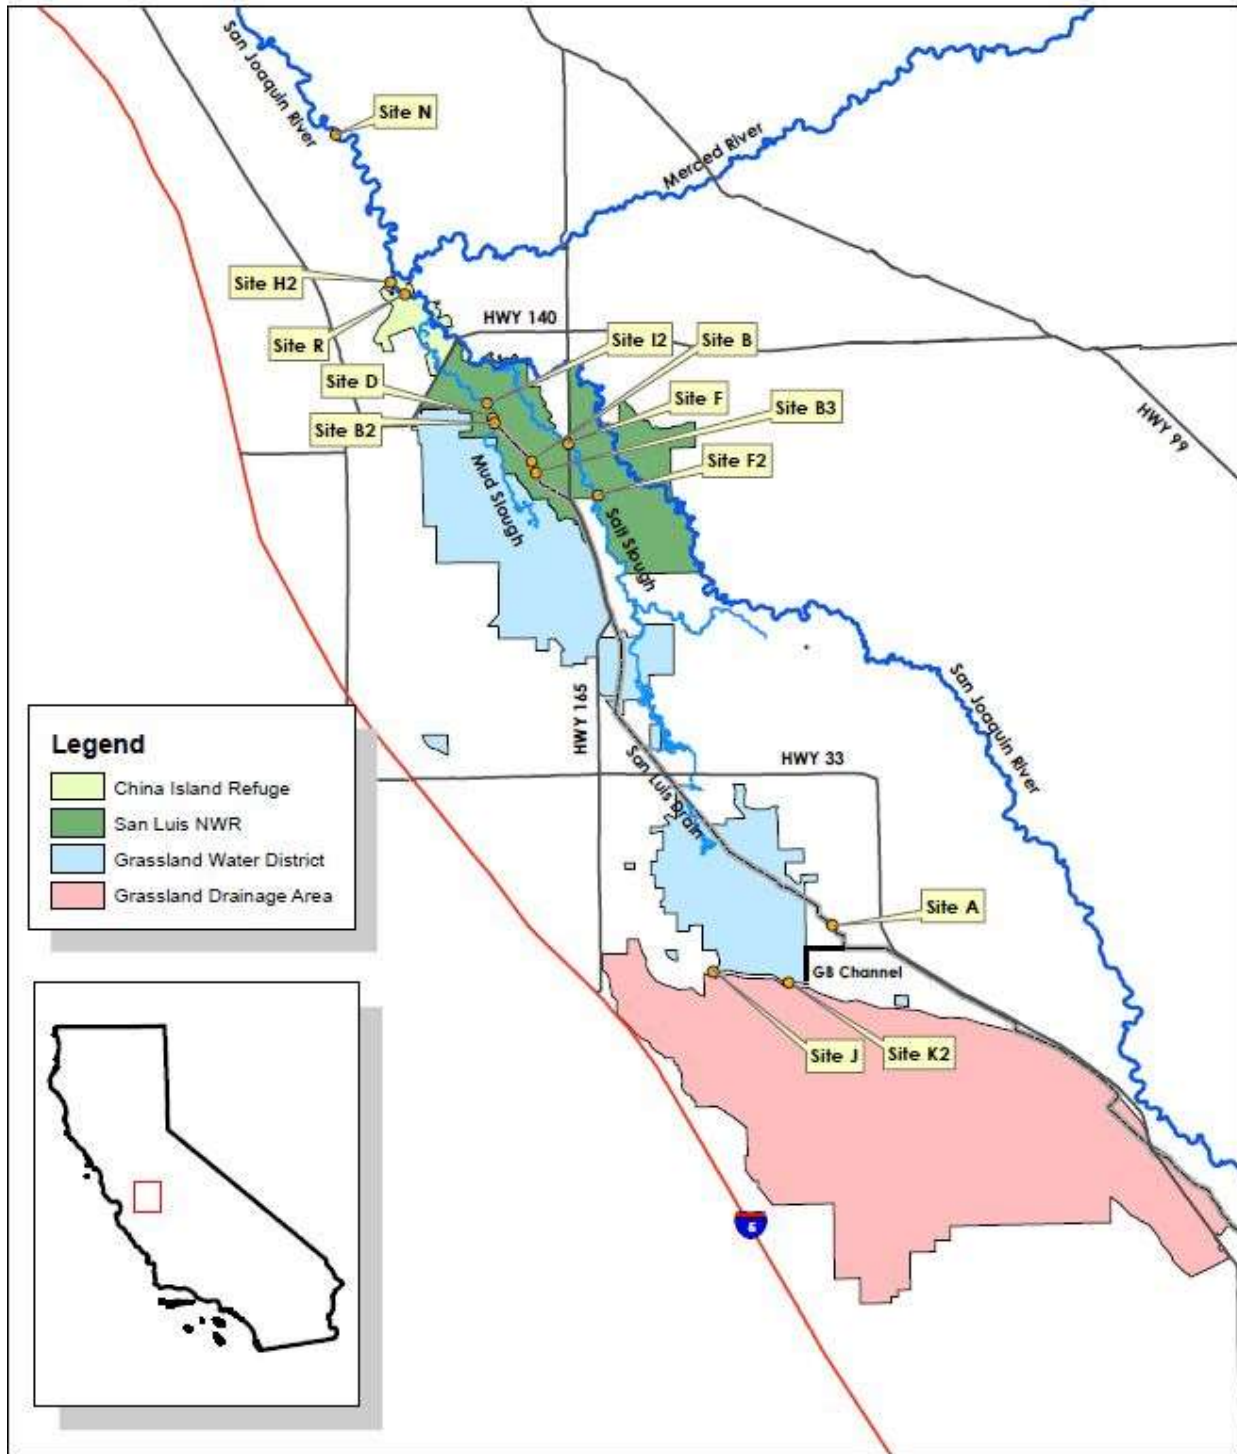 San Joaquin River
Site N
Merced River
Site H2
HWY 140
Site R
Site I2
Site B
Site D
Site F
Site B3
Site B2
HWY 99
Site F2
Mud Slough
Salt Slough
San Joaquin River
HWY 165
HWY 33
San Luis Drain
Legend
China Island Refuge
San Luis NWR
Grassland Water District
Grassland Drainage Area
Site A
GB Channel
Site J
Site K2
5